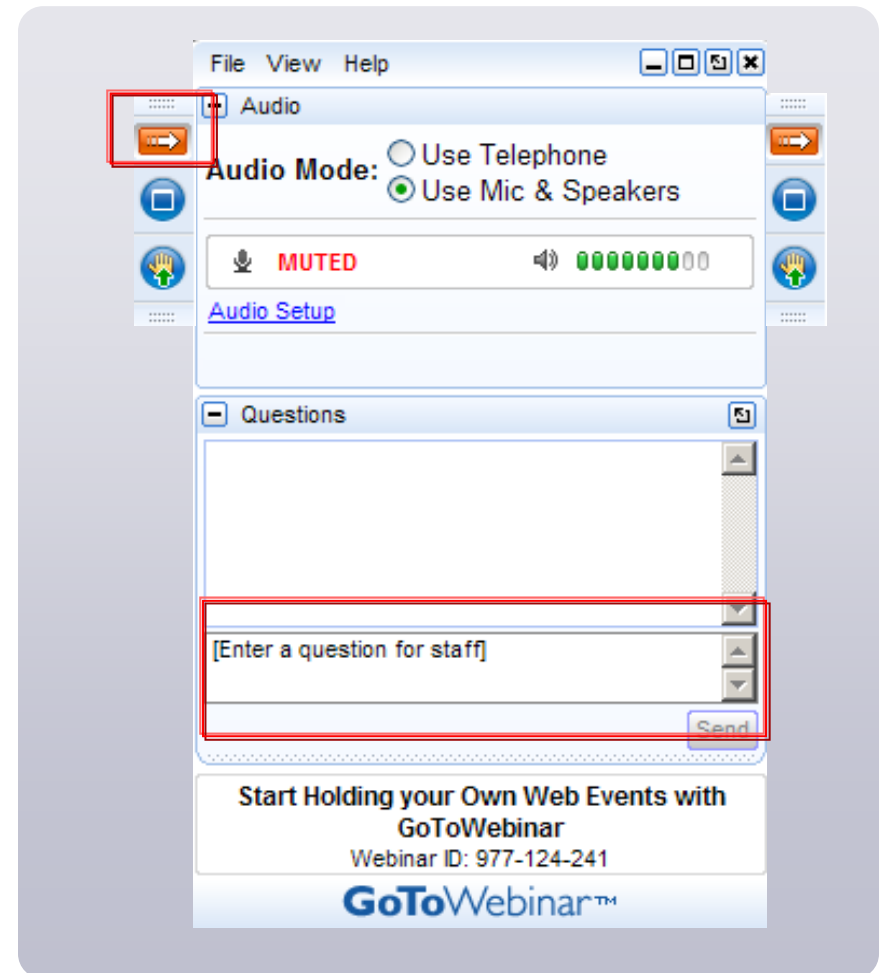 File View Help
Audio
Audio Mode: Use Telephone
Use Mic & Speakers
MUTED
Audio Setup
Questions
[Enter a question for staff]
Send
Start Holding your Own Web Events with
GoToWebinar
Webinar ID: 977-124-241
GoToWebinar™